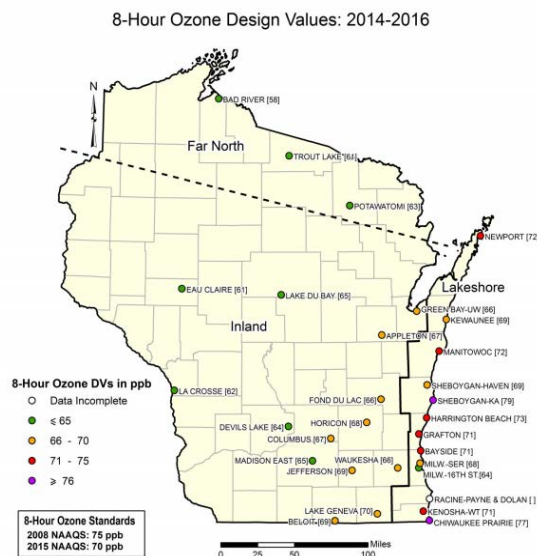 8-Hour Ozone Design Values: 2014-2016
N
BAD RIVER [58]
Far North
TROUT LAKE [61]
POTAWATOMI [63]
NEWPORT [72]
Lakeshore
EAU CLAIRE [61]
LAKE DU BAY [65]
GREEN BAY-UW [66]
KEWAUNEE [69]
Inland
APPLETON [67]
MANITOWOC [72]
8-Hour Ozone DVs in ppb
Data Incomplete
⩽ 65
66 - 70
71 - 75
⩾ 76
LA CROSSE [62]
FOND DU LAC [66]
SHEBOYGAN-HAVEN [69]
SHEBOYGAN-KA [79]
DEVILS LAKE [64]
HORICON [68]
HARRINGTON BEACH [73]
COLUMBUS [67]
GRAFTON [71]
MADISON EAST [65]
WAUKESHA [66]
BAYSIDE [71]
JEFFERSON [69]
MILW.-SER [68]
MILW.-16TH ST.[64]
RACINE-PAYNE & DOLAN [ ]
LAKE GENEVA [70]
KENOSHA-WT [71]
BELOIT [69]
CHIWAUKEE PRAIRIE [77]
8-Hour Ozone Standards
2008 NAAQS: 75 ppb
2015 NAAQS: 70 ppb
Miles
0 25 50 100